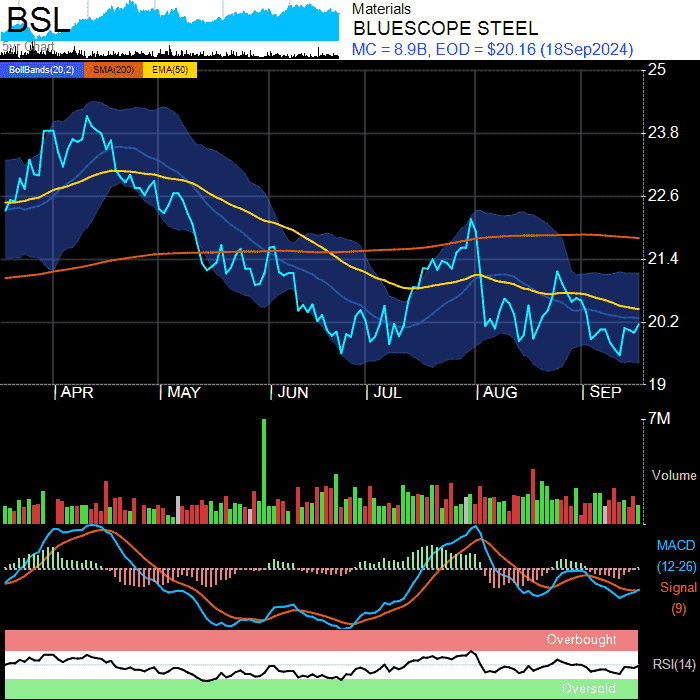 BSL
Materials
BLUESCOPE STEEL
MC = 8.9B, EOD = $20.16 (18Sep2024)
BollBands(20,2) SMA(200) EMA(50)
25
23.8
22.6
21.4
20.2
19
APR MAY JUN JUL AUG SEP
7M
Volume
MACD
(12-26)
Signal
(9)
Overbought
RSI(14)
Oversold